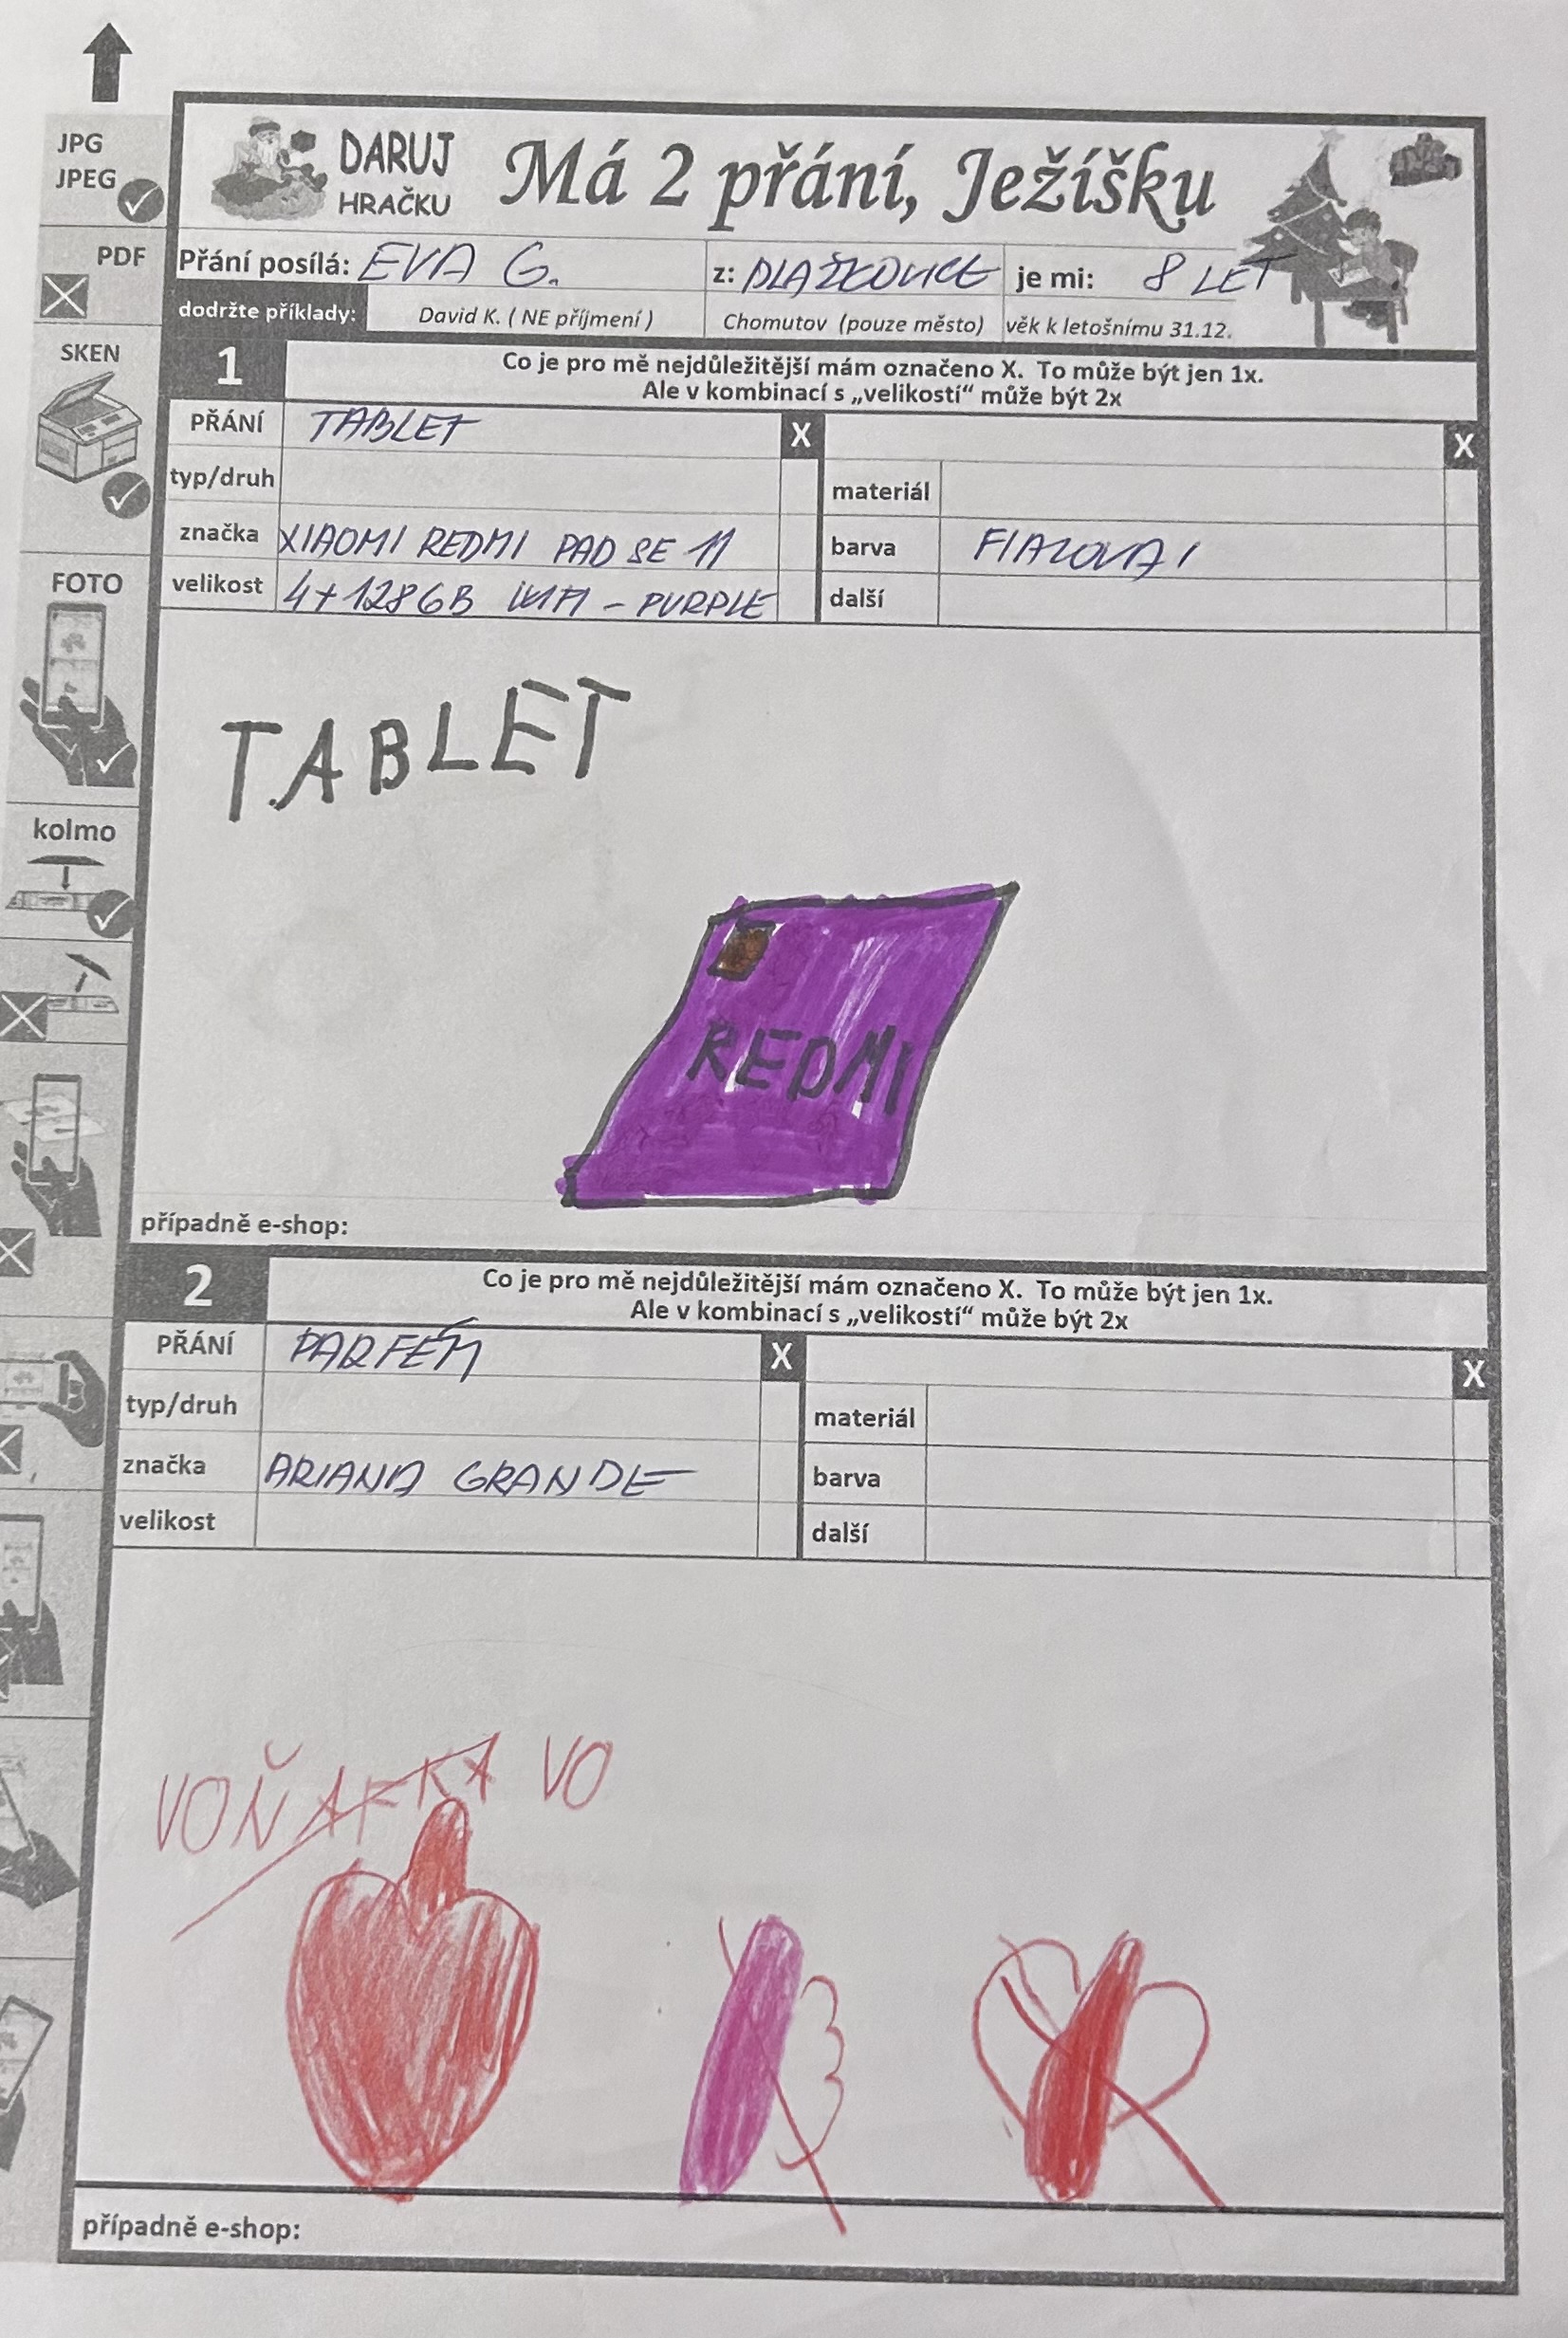 JPG
JPEG
PDF
SKEN
FOTO
kolmo
DARUJ
HRAČKU
Má 2 přání, Ježíšku
Přání posílá: EVA G. z: DLAŽKOVICE je mi: 8 LET
dodržte příklady: David K. ( NE příjmení ) Chomutov (pouze město) věk k letošnímu 31.12.
1 Co je pro mě nejdůležitější mám označeno X. To může být jen 1x.
Ale v kombinací s „velikostí“ může být 2x
PŘÁNÍ TABLET X X
typ/druh materiál
značka XIAOMI REDMI PAD SE 11 barva FIALOVÁ
velikost 4+128GB WIFI - PURPLE další
TABLET
REDMI
případně e-shop:
2 Co je pro mě nejdůležitější mám označeno X. To může být jen 1x.
Ale v kombinací s „velikostí“ může být 2x
PŘÁNÍ PARFÉM X X
typ/druh materiál
značka ARIANA GRANDE barva
velikost další
VOŇAFKA VO
případně e-shop: